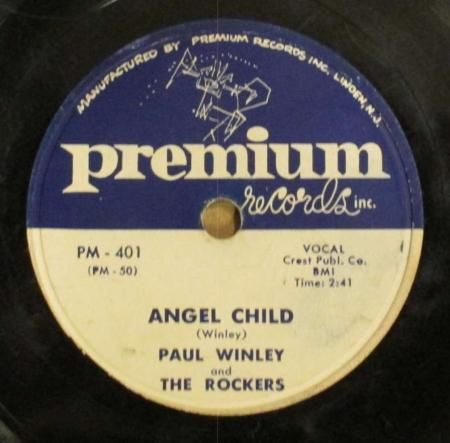 MANUFACTURED BY PREMIUM RECORDS INC. LINDEN, N.J.
premium
records inc.
PM - 401
(PM - 50)
VOCAL
Crest Publ. Co.
BMI
Time: 2:41
ANGEL CHILD
(Winley)
PAUL WINLEY
and
THE ROCKERS